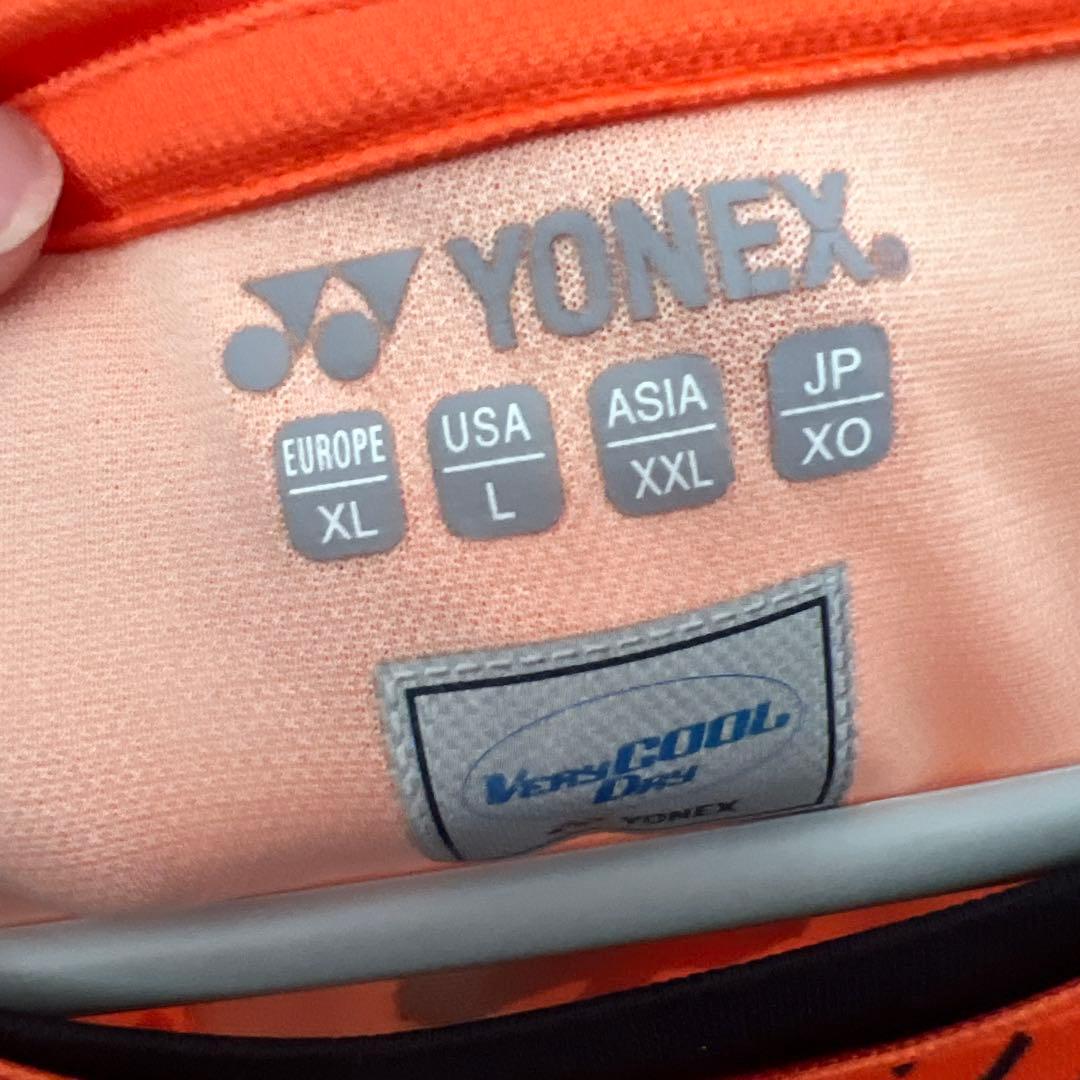 YONEX.
EUROPE USA ASIA JP
XL L XXL XO
VERYCOOL
DRY
YONEX